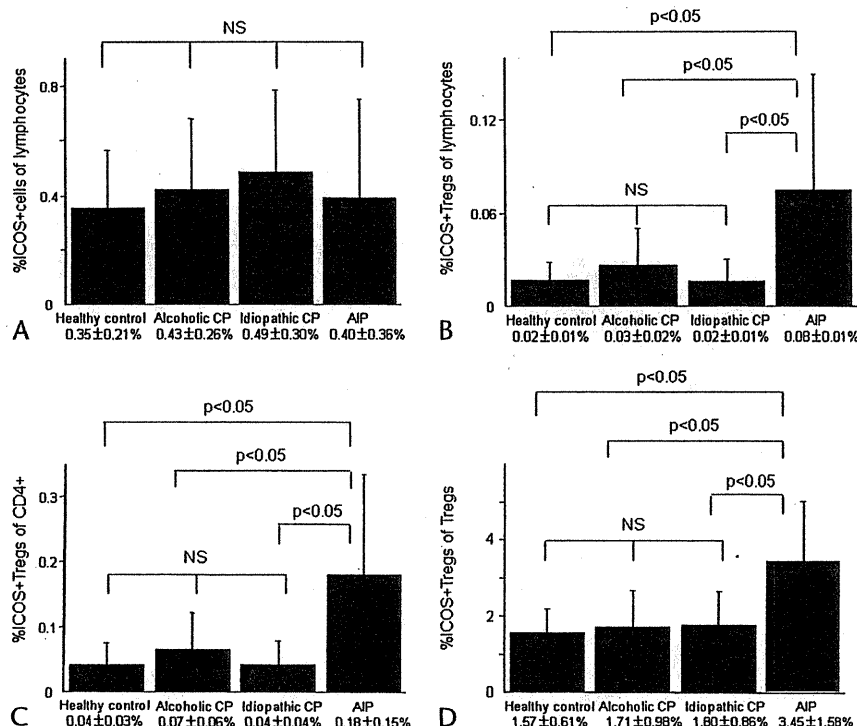 NS
%ICOS+cells of lymphocytes
0.8
0.4
0
Healthy control Alcoholic CP Idiopathic CP AIP
0.35±0.21% 0.43±0.26% 0.49±0.30% 0.40±0.36%
A
p<0.05
p<0.05
p<0.05
NS
%ICOS+Tregs of lymphocytes
0.12
0.06
0
Healthy control Alcoholic CP Idiopathic CP AIP
0.02±0.01% 0.03±0.02% 0.02±0.01% 0.08±0.01%
B
p<0.05
p<0.05
p<0.05
NS
%ICOS+Tregs of CD4+
0.3
0.2
0.1
0
Healthy control Alcoholic CP Idiopathic CP AIP
0.04±0.03% 0.07±0.06% 0.04±0.04% 0.18±0.15%
C
p<0.05
p<0.05
p<0.05
NS
%ICOS+Tregs of Tregs
4
2
0
Healthy control Alcoholic CP Idiopathic CP AIP
1.57±0.61% 1.71±0.98% 1.80±0.86% 3.45±1.58%
D